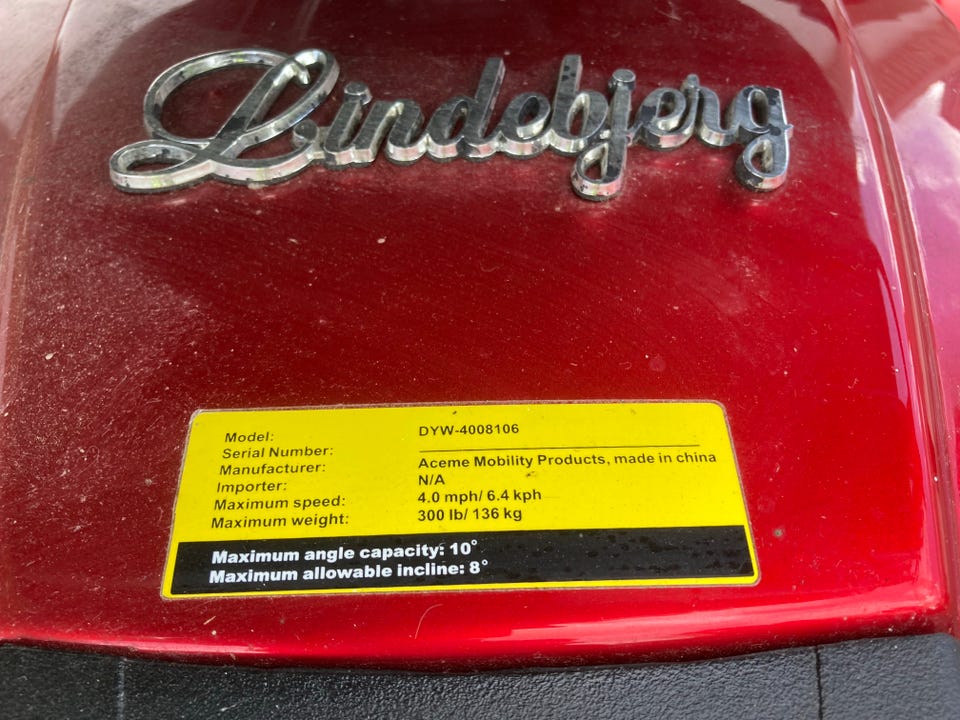 Lindebjerg
Model: DYW-4008106
Serial Number:
Manufacturer: Aceme Mobility Products, made in china
Importer: N/A
Maximum speed: 4.0 mph/ 6.4 kph
Maximum weight: 300 lb/ 136 kg
Maximum angle capacity: 10°
Maximum allowable incline: 8°